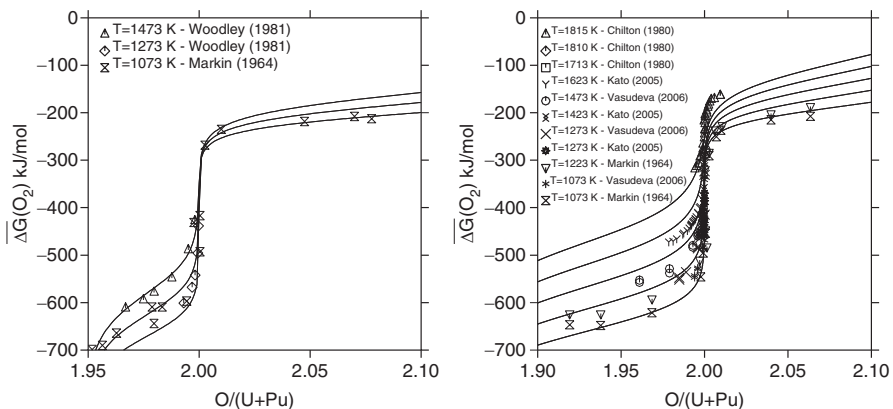 0
−100
−200
−300
−400
−500
−600
−700
1.95
2.00
2.05
2.10
O/(U+Pu)
ΔG(O2) kJ/mol
T=1473 K - Woodley (1981)
T=1273 K - Woodley (1981)
T=1073 K - Markin (1964)
0
−100
−200
−300
−400
−500
−600
−700
1.90
1.95
2.00
2.05
2.10
O/(U+Pu)
ΔG(O2) kJ/mol
T=1815 K - Chilton (1980)
T=1810 K - Chilton (1980)
T=1713 K - Chilton (1980)
T=1623 K - Kato (2005)
T=1473 K - Vasudeva (2006)
T=1423 K - Kato (2005)
T=1273 K - Vasudeva (2006)
T=1273 K - Kato (2005)
T=1223 K - Markin (1964)
T=1073 K - Vasudeva (2006)
T=1073 K - Markin (1964)